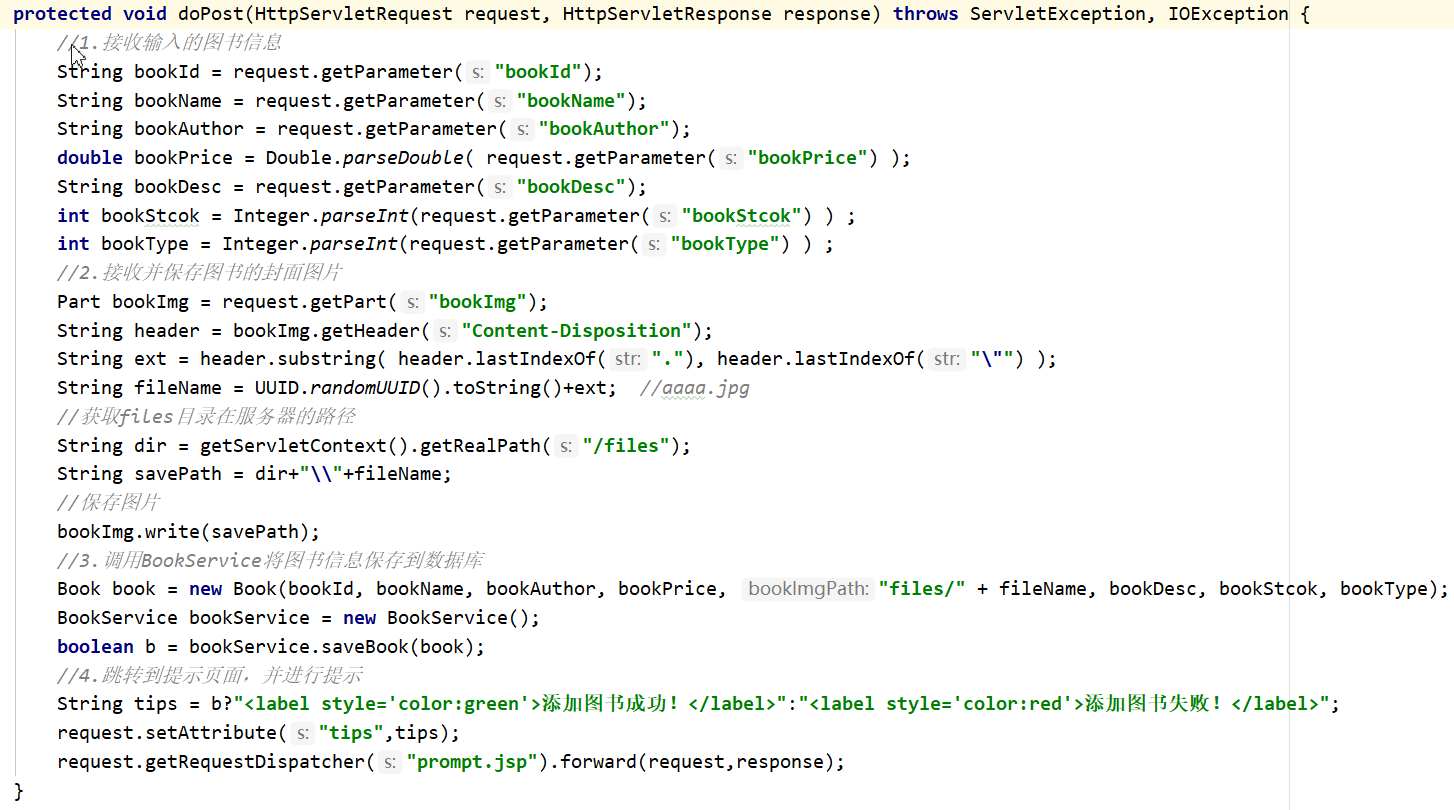 protected void doPost(HttpServletRequest request, HttpServletResponse response) throws ServletException, IOException {
//1.接收输入的图书信息
String bookId = request.getParameter( s: "bookId");
String bookName = request.getParameter( s: "bookName");
String bookAuthor = request.getParameter( s: "bookAuthor");
double bookPrice = Double.parseDouble( request.getParameter( s: "bookPrice") );
String bookDesc = request.getParameter( s: "bookDesc");
int bookStcok = Integer.parseInt(request.getParameter( s: "bookStcok") ) ;
int bookType = Integer.parseInt(request.getParameter( s: "bookType") ) ;
//2.接收并保存图书的封面图片
Part bookImg = request.getPart( s: "bookImg");
String header = bookImg.getHeader( s: "Content-Disposition");
String ext = header.substring( header.lastIndexOf( str: "."), header.lastIndexOf( str: "\"") );
String fileName = UUID.randomUUID().toString()+ext;  //aaaa.jpg
//获取files目录在服务器的路径
String dir = getServletContext().getRealPath( s: "/files");
String savePath = dir+"\\"+fileName;
//保存图片
bookImg.write(savePath);
//3.调用BookService将图书信息保存到数据库
Book book = new Book(bookId, bookName, bookAuthor, bookPrice, bookImgPath: "files/" + fileName, bookDesc, bookStcok, bookType);
BookService bookService = new BookService();
boolean b = bookService.saveBook(book);
//4.跳转到提示页面，并进行提示
String tips = b?"<label style='color:green'>添加图书成功！</label>":"<label style='color:red'>添加图书失败！</label>";
request.setAttribute( s: "tips",tips);
request.getRequestDispatcher( s: "prompt.jsp").forward(request,response);
}